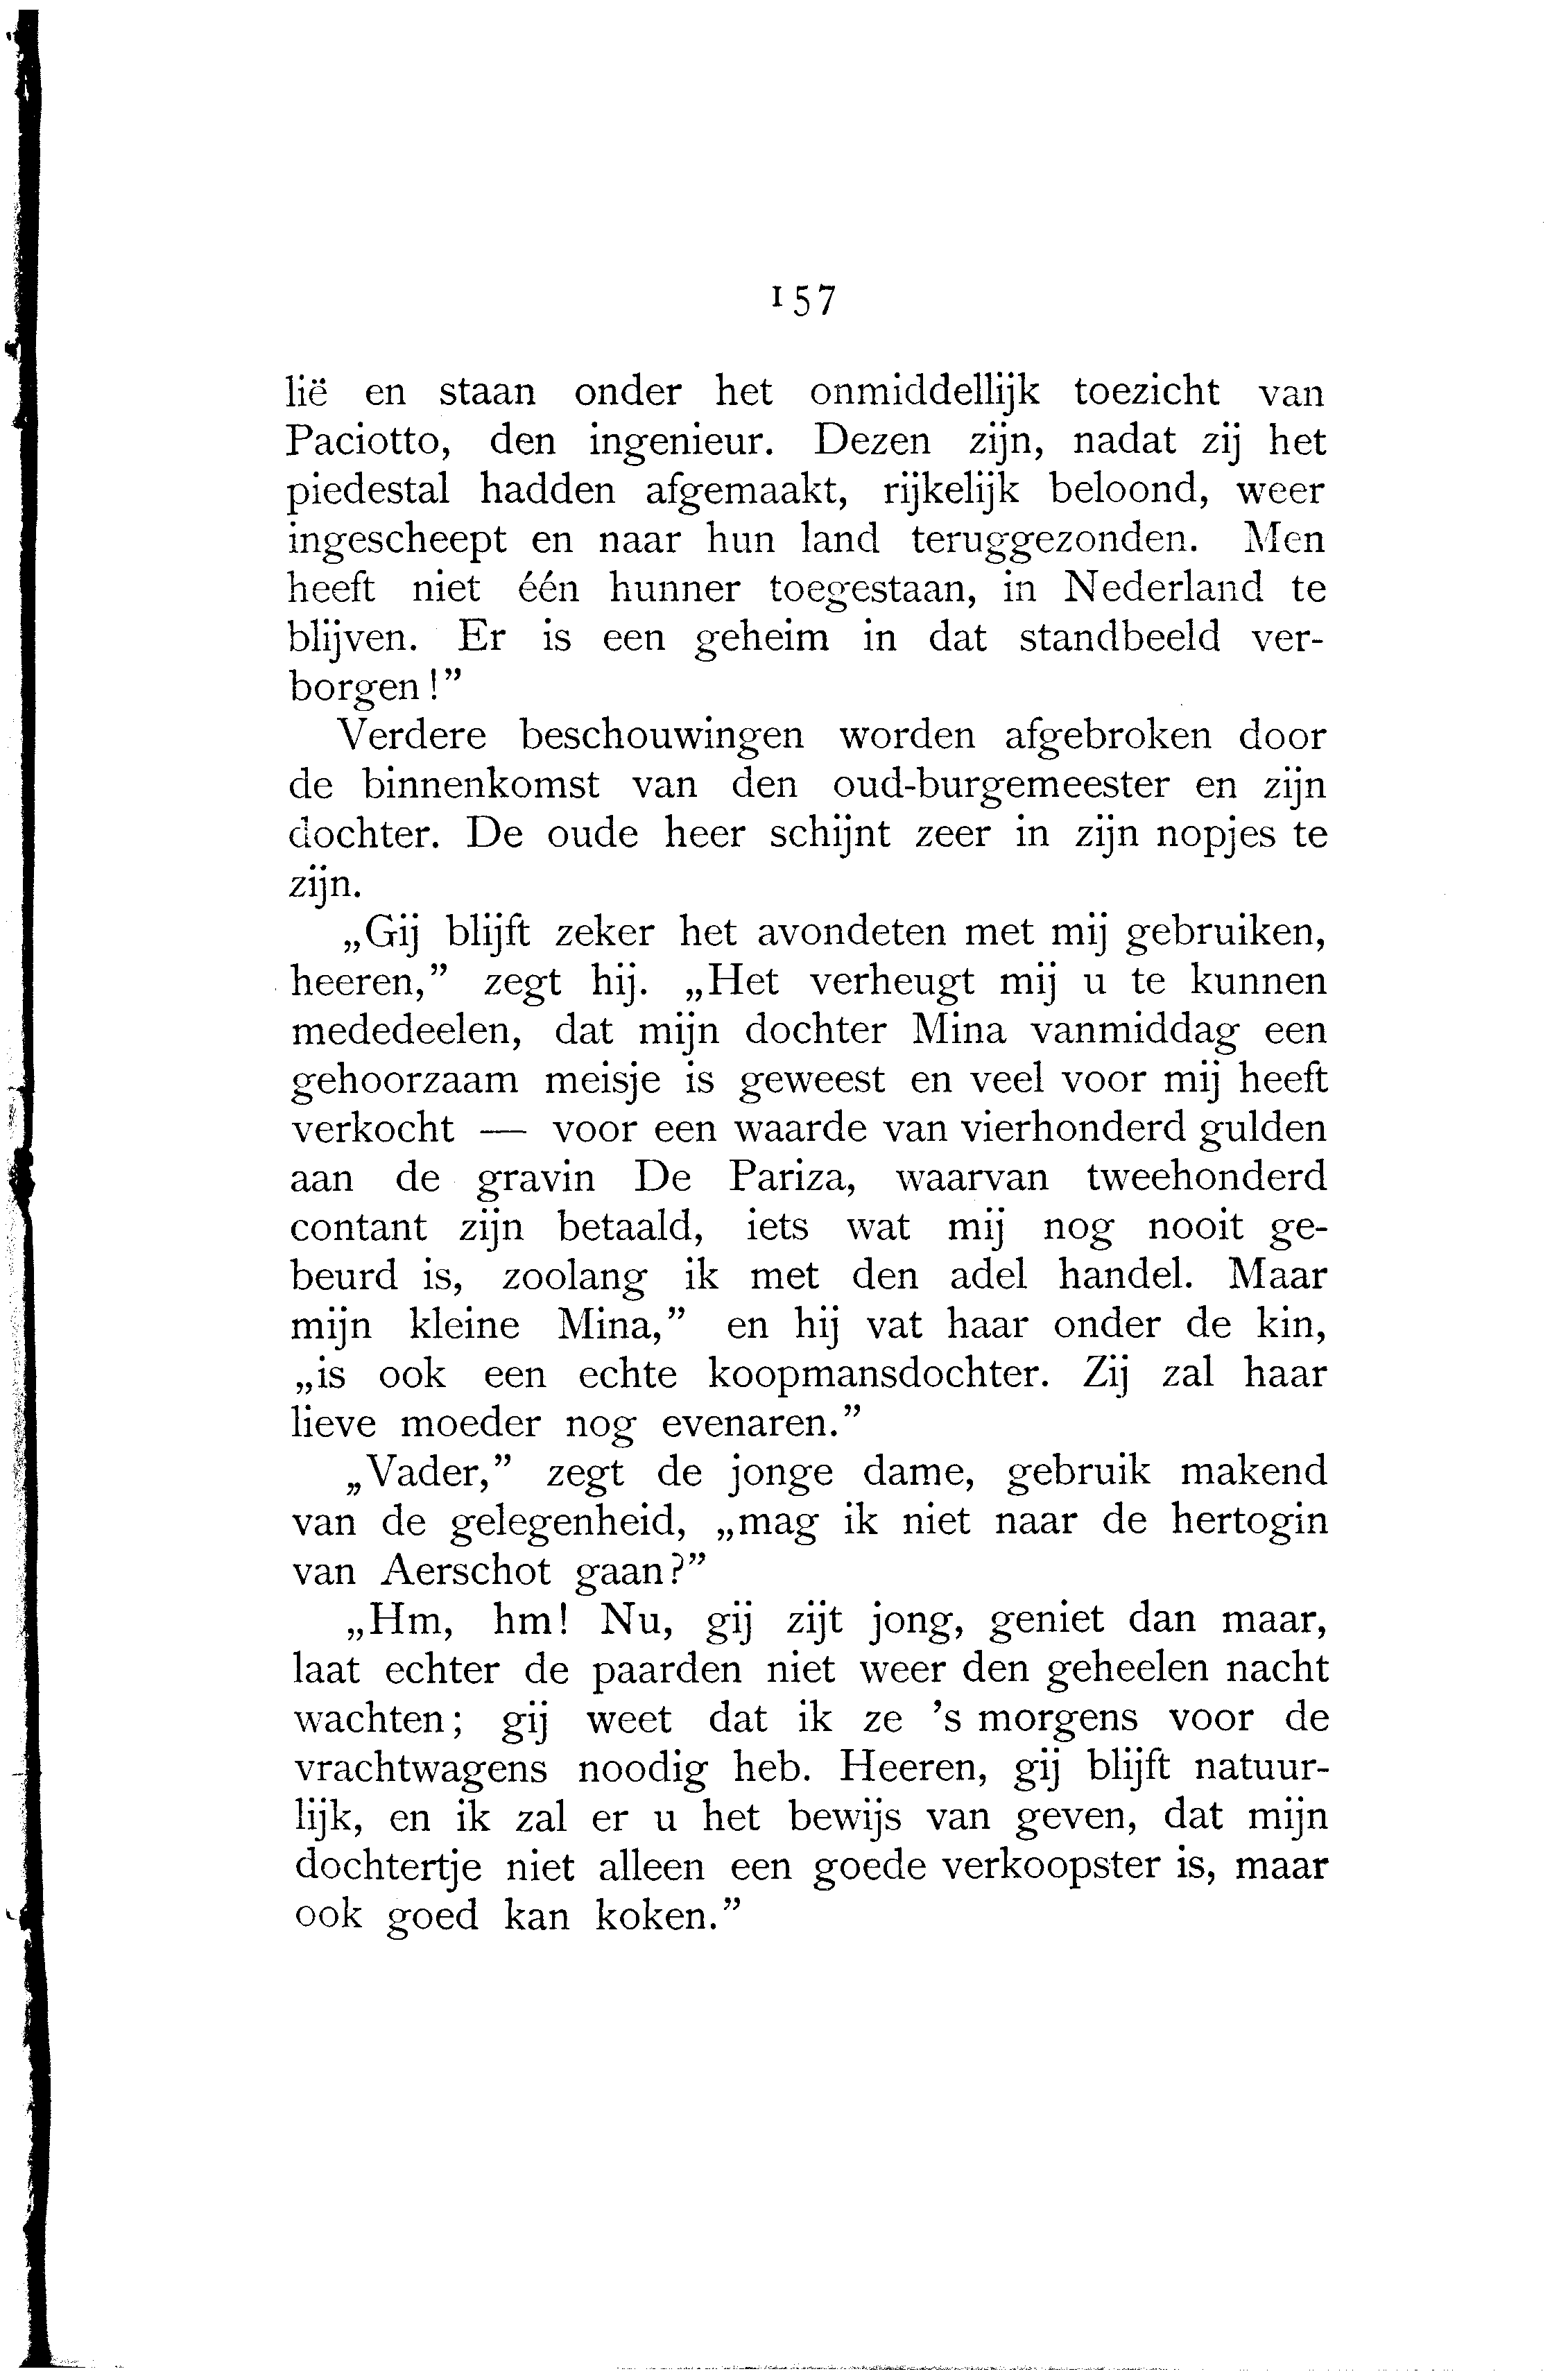 157
lië en staan onder het onmiddellijk toezicht van
Paciotto, den ingenieur. Dezen zijn, nadat zij het
piedestal hadden afgemaakt, rijkelijk beloond, weer
ingescheept en naar hun land teruggezonden. Men
heeft niet één hunner toegestaan, in Nederland te
blijven. Er is een geheim in dat standbeeld ver-
borgen!”
Verdere beschouwingen worden afgebroken door
de binnenkomst van den oud-burgemeester en zijn
dochter. De oude heer schijnt zeer in zijn nopjes te
zijn.
„Gij blijft zeker het avondeten met mij gebruiken,
heeren,” zegt hij. „Het verheugt mij u te kunnen
mededeelen, dat mijn dochter Mina vanmiddag een
gehoorzaam meisje is geweest en veel voor mij heeft
verkocht — voor een waarde van vierhonderd gulden
aan de gravin De Pariza, waarvan tweehonderd
contant zijn betaald, iets wat mij nog nooit ge-
beurd is, zoolang ik met den adel handel. Maar
mijn kleine Mina,” en hij vat haar onder de kin,
„is ook een echte koopmansdochter. Zij zal haar
lieve moeder nog evenaren.”
„Vader,” zegt de jonge dame, gebruik makend
van de gelegenheid, „mag ik niet naar de hertogin
van Aerschot gaan?”
„Hm, hm! Nu, gij zijt jong, geniet dan maar,
laat echter de paarden niet weer den geheelen nacht
wachten; gij weet dat ik ze 's morgens voor de
vrachtwagens noodig heb. Heeren, gij blijft natuur-
lijk, en ik zal er u het bewijs van geven, dat mijn
dochtertje niet alleen een goede verkoopster is, maar
ook goed kan koken.”